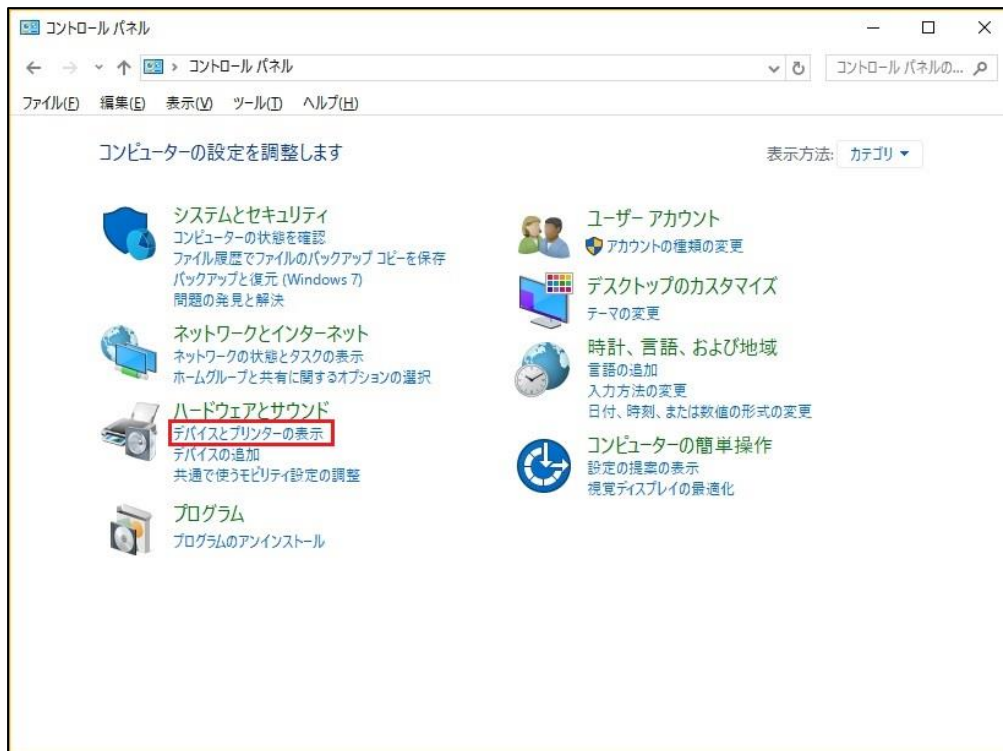 コントロール パネル
コントロール パネル
コントロール パネルの...
ファイル(F) 編集(E) 表示(V) ツール(T) ヘルプ(H)
コンピューターの設定を調整します
表示方法: カテゴリ
システムとセキュリティ
コンピューターの状態を確認
ファイル履歴でファイルのバックアップ コピーを保存
バックアップと復元 (Windows 7)
問題の発見と解決
ネットワークとインターネット
ネットワークの状態とタスクの表示
ホームグループと共有に関するオプションの選択
ハードウェアとサウンド
デバイスとプリンターの表示
デバイスの追加
共通で使うモビリティ設定の調整
プログラム
プログラムのアンインストール
ユーザー アカウント
アカウントの種類の変更
デスクトップのカスタマイズ
テーマの変更
時計、言語、および地域
言語の追加
入力方法の変更
日付、時刻、または数値の形式の変更
コンピューターの簡単操作
設定の提案の表示
視覚ディスプレイの最適化